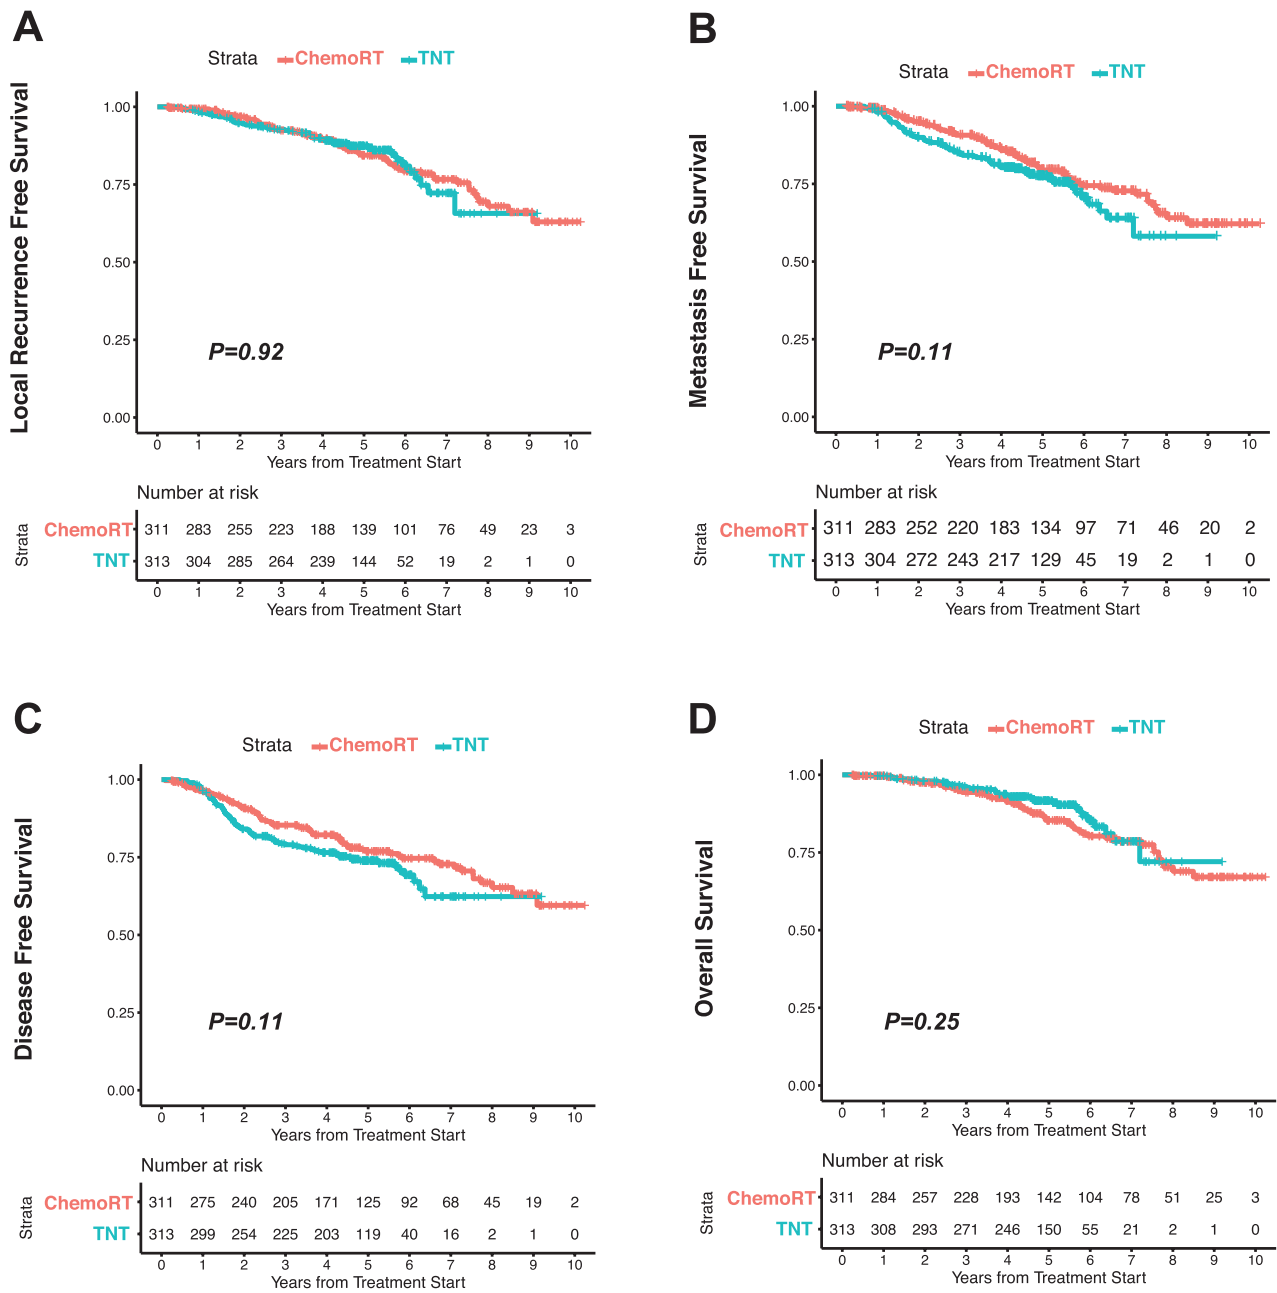 A
Strata ChemoRT TNT
Local Recurrence Free Survival
1.00
0.75
0.50
0.25
0.00
P=0.92
0 1 2 3 4 5 6 7 8 9 10
Years from Treatment Start
Number at risk
Strata
ChemoRT 311 283 255 223 188 139 101 76 49 23 3
TNT 313 304 285 264 239 144 52 19 2 1 0
0 1 2 3 4 5 6 7 8 9 10
Years from Treatment Start
B
Strata ChemoRT TNT
Metastasis Free Survival
1.00
0.75
0.50
0.25
0.00
P=0.11
0 1 2 3 4 5 6 7 8 9 10
Years from Treatment Start
Number at risk
Strata
ChemoRT 311 283 252 220 183 134 97 71 46 20 2
TNT 313 304 272 243 217 129 45 19 2 1 0
0 1 2 3 4 5 6 7 8 9 10
Years from Treatment Start
C
Strata ChemoRT TNT
Disease Free Survival
1.00
0.75
0.50
0.25
0.00
P=0.11
0 1 2 3 4 5 6 7 8 9 10
Years from Treatment Start
Number at risk
Strata
ChemoRT 311 275 240 205 171 125 92 68 45 19 2
TNT 313 299 254 225 203 119 40 16 2 1 0
0 1 2 3 4 5 6 7 8 9 10
Years from Treatment Start
D
Strata ChemoRT TNT
Overall Survival
1.00
0.75
0.50
0.25
0.00
P=0.25
0 1 2 3 4 5 6 7 8 9 10
Years from Treatment Start
Number at risk
Strata
ChemoRT 311 284 257 228 193 142 104 78 51 25 3
TNT 313 308 293 271 246 150 55 21 2 1 0
0 1 2 3 4 5 6 7 8 9 10
Years from Treatment Start